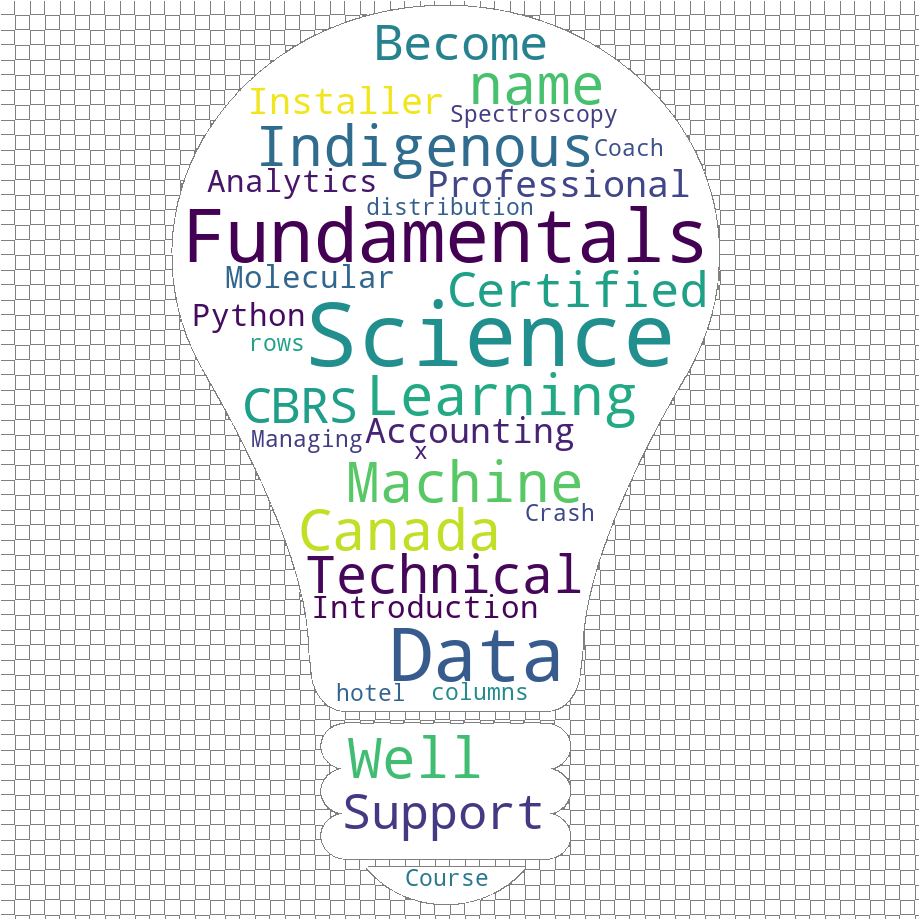 Become
name
Installer
Spectroscopy
Indigenous
Coach
Analytics
Professional
distribution
Fundamentals
Molecular
Certified
Python
Science
rows
Learning
CBRS
Accounting
Managing
x
Machine
Crash
Canada
Technical
Introduction
Data
hotel
columns
Well
Support
Course